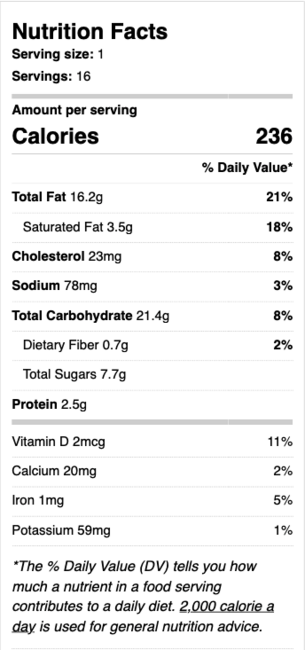 Nutrition Facts
Serving size: 1
Servings: 16
Amount per serving
Calories 236
% Daily Value*
Total Fat 16.2g 21%
Saturated Fat 3.5g 18%
Cholesterol 23mg 8%
Sodium 78mg 3%
Total Carbohydrate 21.4g 8%
Dietary Fiber 0.7g 2%
Total Sugars 7.7g
Protein 2.5g
Vitamin D 2mcg 11%
Calcium 20mg 2%
Iron 1mg 5%
Potassium 59mg 1%
*The % Daily Value (DV) tells you how
much a nutrient in a food serving
contributes to a daily diet. 2,000 calorie a
day is used for general nutrition advice.